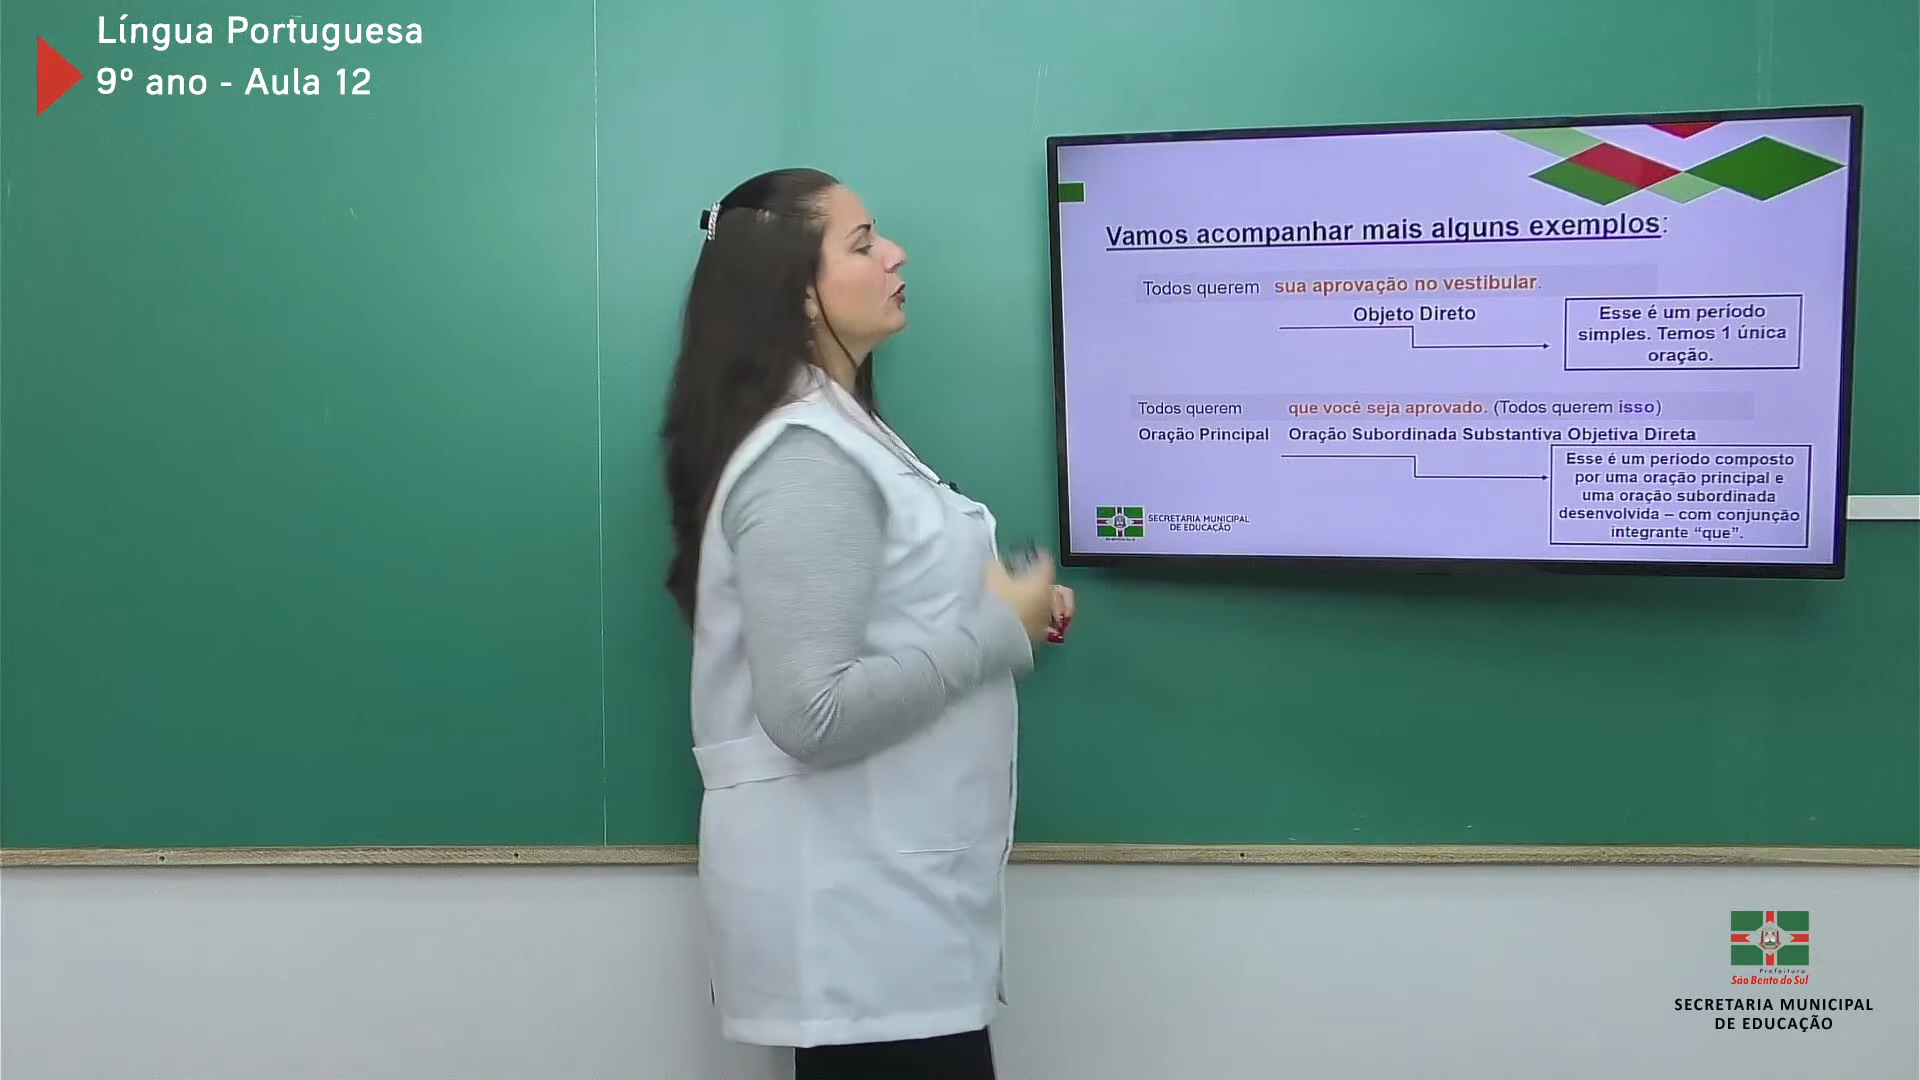 Língua Portuguesa
9º ano - Aula 12
Vamos acompanhar mais alguns exemplos:
Todos querem sua aprovação no vestibular.
Objeto Direto
Esse é um período
simples. Temos 1 única
oração.
Todos querem que você seja aprovado. (Todos querem isso)
Oração Principal Oração Subordinada Substantiva Objetiva Direta
Esse é um período composto
por uma oração principal e
uma oração subordinada
desenvolvida – com conjunção
integrante “que”.
SECRETARIA MUNICIPAL
DE EDUCAÇÃO
Prefeitura
São Bento do Sul
SECRETARIA MUNICIPAL
DE EDUCAÇÃO